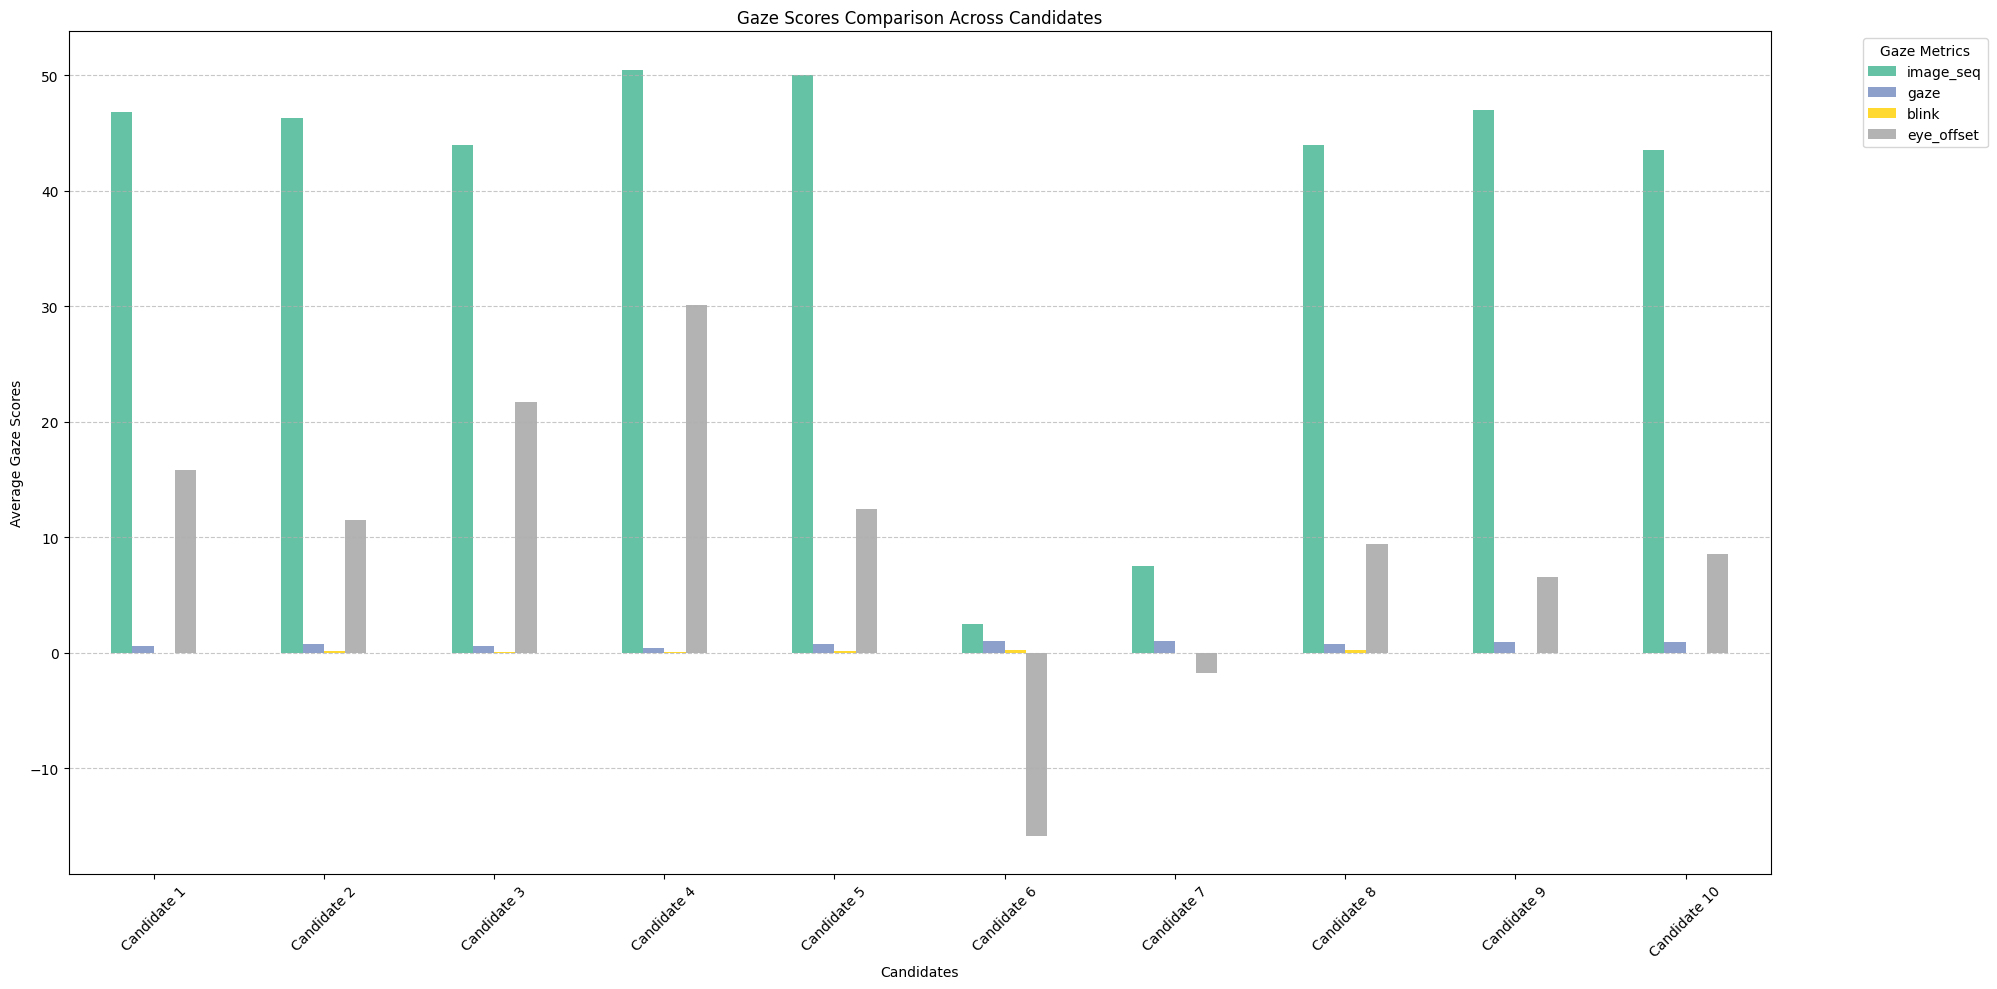 Gaze Scores Comparison Across Candidates
Gaze Metrics
image_seq
gaze
blink
eye_offset
Average Gaze Scores
50
40
30
20
10
0
−10
Candidate 1
Candidate 2
Candidate 3
Candidate 4
Candidate 5
Candidate 6
Candidate 7
Candidate 8
Candidate 9
Candidate 10
Candidates